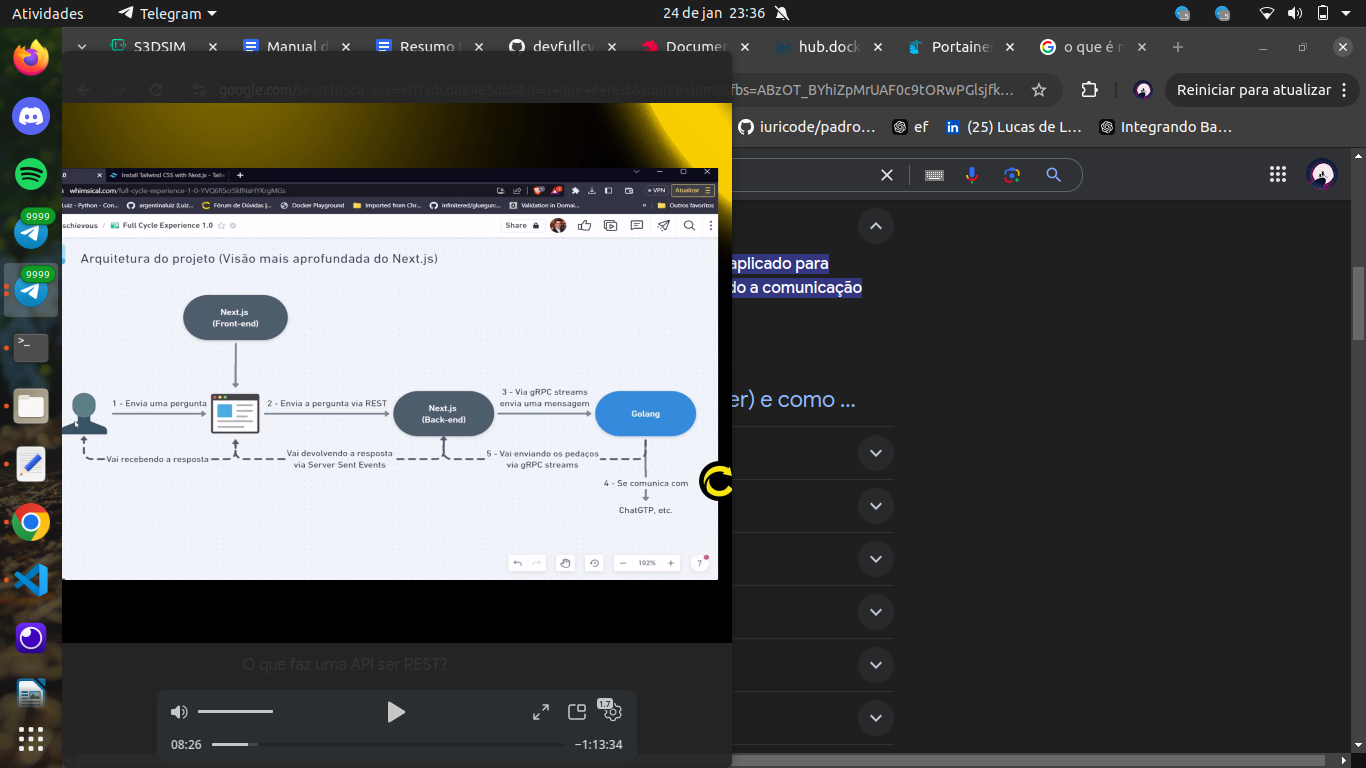 Atividades
Telegram
24 de jan 23:36
S3DSIM
Manual d
Resumo
devfullcy
Docume
hub.dock
Portaine
o que é r
google.com/search?sca_esv=
&q=o+que+é+rest&source=lnms&fbs=ABzOT_BYhiZpMrUAF0c9tORwPGlsjfk...
Reiniciar para atualizar
iuricode/padro...
ef
(25) Lucas de L...
Integrando Ba...
9999
9999
aplicado para
do a comunicação
er) e como ...
1.0
Install Tailwind CSS with Next.js - Tailw
whimsical.com/full-cycle-experience-1-0-YVQ6fiScrSkfNaHYKrgMGs
VPN
Atualizar
Luiz - Python - Con...
argentinaluiz (Luiz...
Fórum de Dúvidas |...
Docker Playground
Imported from Chr...
infinitered/gluegun:...
Validation in Domai...
»
Outros favoritos
schievous / Full Cycle Experience 1.0
Share
Arquitetura do projeto (Visão mais aprofundada do Next.js)
Next.js
(Front-end)
1 - Envia uma pergunta
2 - Envia a pergunta via REST
Next.js
(Back-end)
3 - Via gRPC streams
envia uma mensagem
Golang
Vai recebendo a resposta
Vai devolvendo a resposta
via Server Sent Events
5 - Vai enviando os pedaços
via gRPC streams
4 - Se comunica com
ChatGTP, etc.
102%
?
O que faz uma API ser REST?
1.7
08:26
−1:13:34